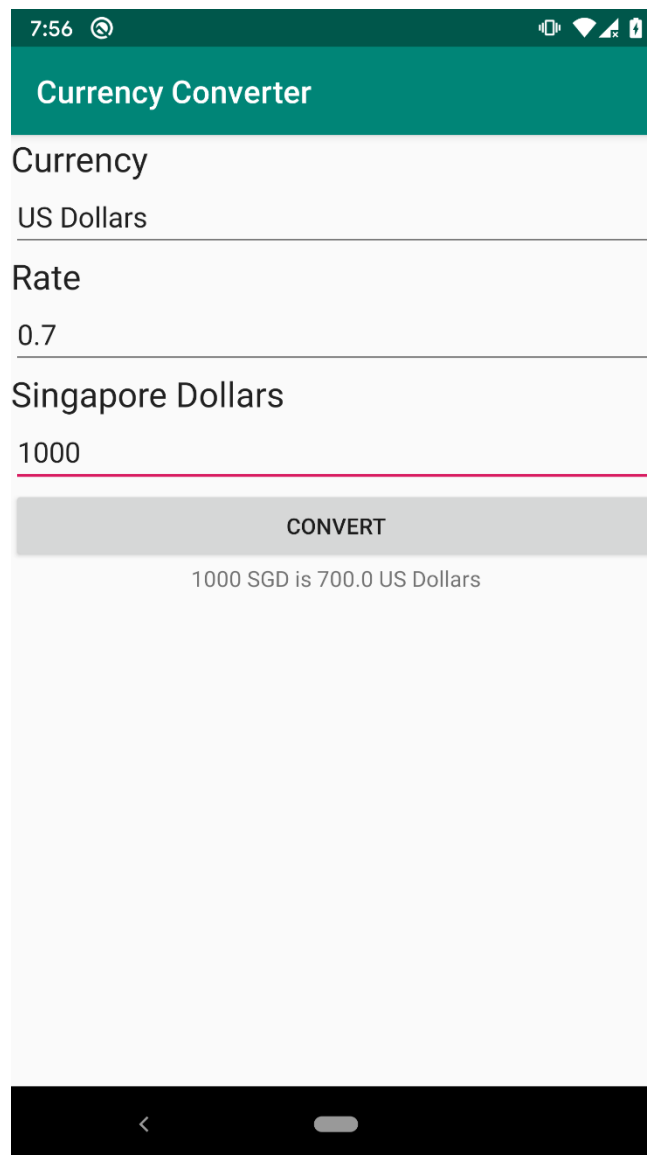 7:56
Currency Converter
Currency
US Dollars
Rate
0.7
Singapore Dollars
1000
CONVERT
1000 SGD is 700.0 US Dollars